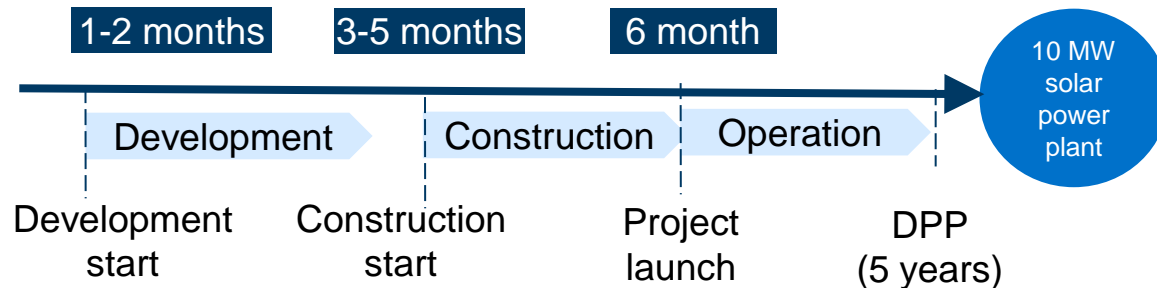 1-2 months
3-5 months
6 month
10 MW
solar
power
plant
Development
Construction
Operation
Development
start
Construction
start
Project
launch
DPP
(5 years)